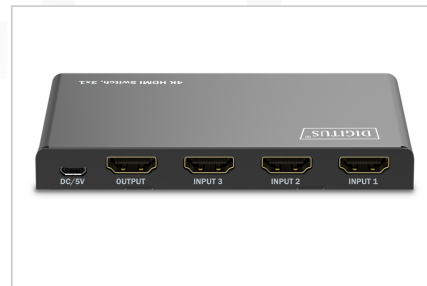 4K HDMI Switch, 3x1
DIGITUS®
DC/5V OUTPUT INPUT 3 INPUT 2 INPUT 1